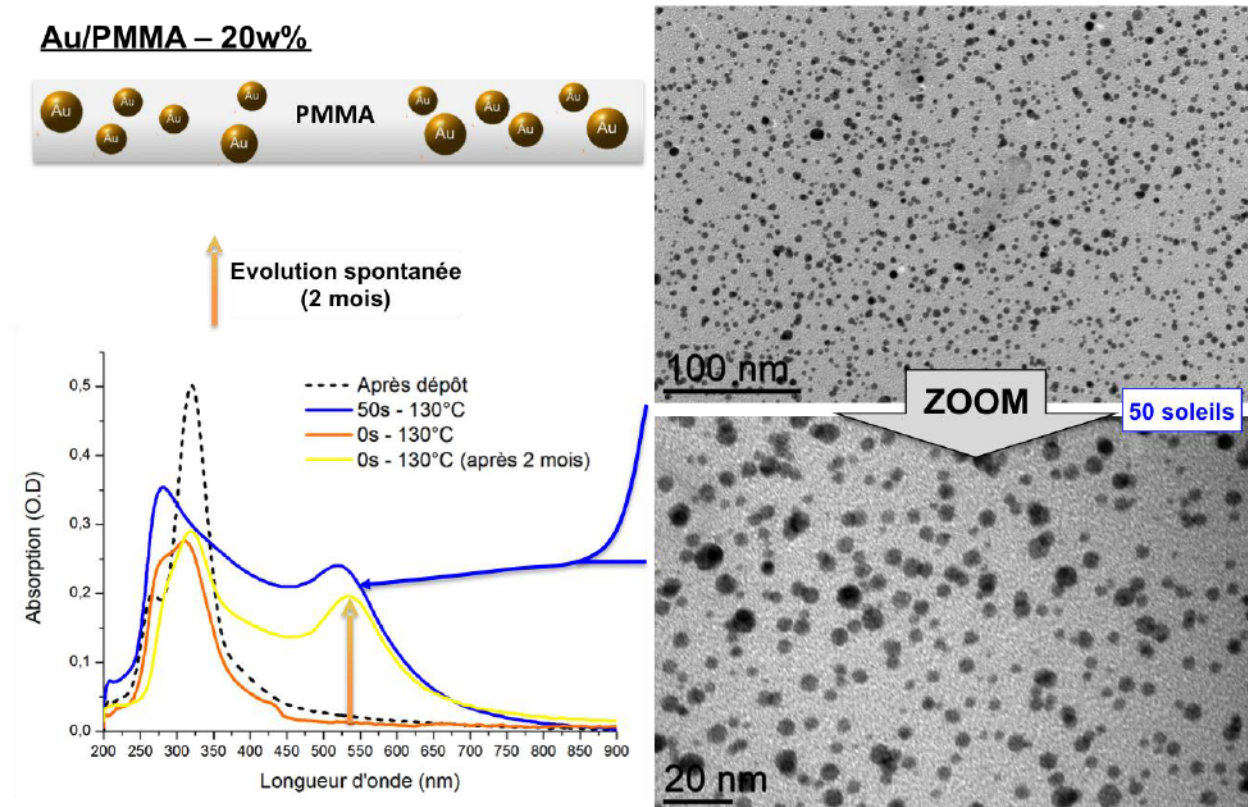 Au/PMMA – 20w%
Au
Au
Au
Au
Au
Au
PMMA
Au
Au
Au
Au
Au
Au
Evolution spontanée
(2 mois)
Absorption (O.D)
0,5
0,4
0,3
0,2
0,1
0,0
Après dépôt
50s - 130°C
0s - 130°C
0s - 130°C (après 2 mois)
200 250 300 350 400 450 500 550 600 650 700 750 800 850 900
Longueur d'onde (nm)
100 nm
ZOOM
50 soleils
20 nm